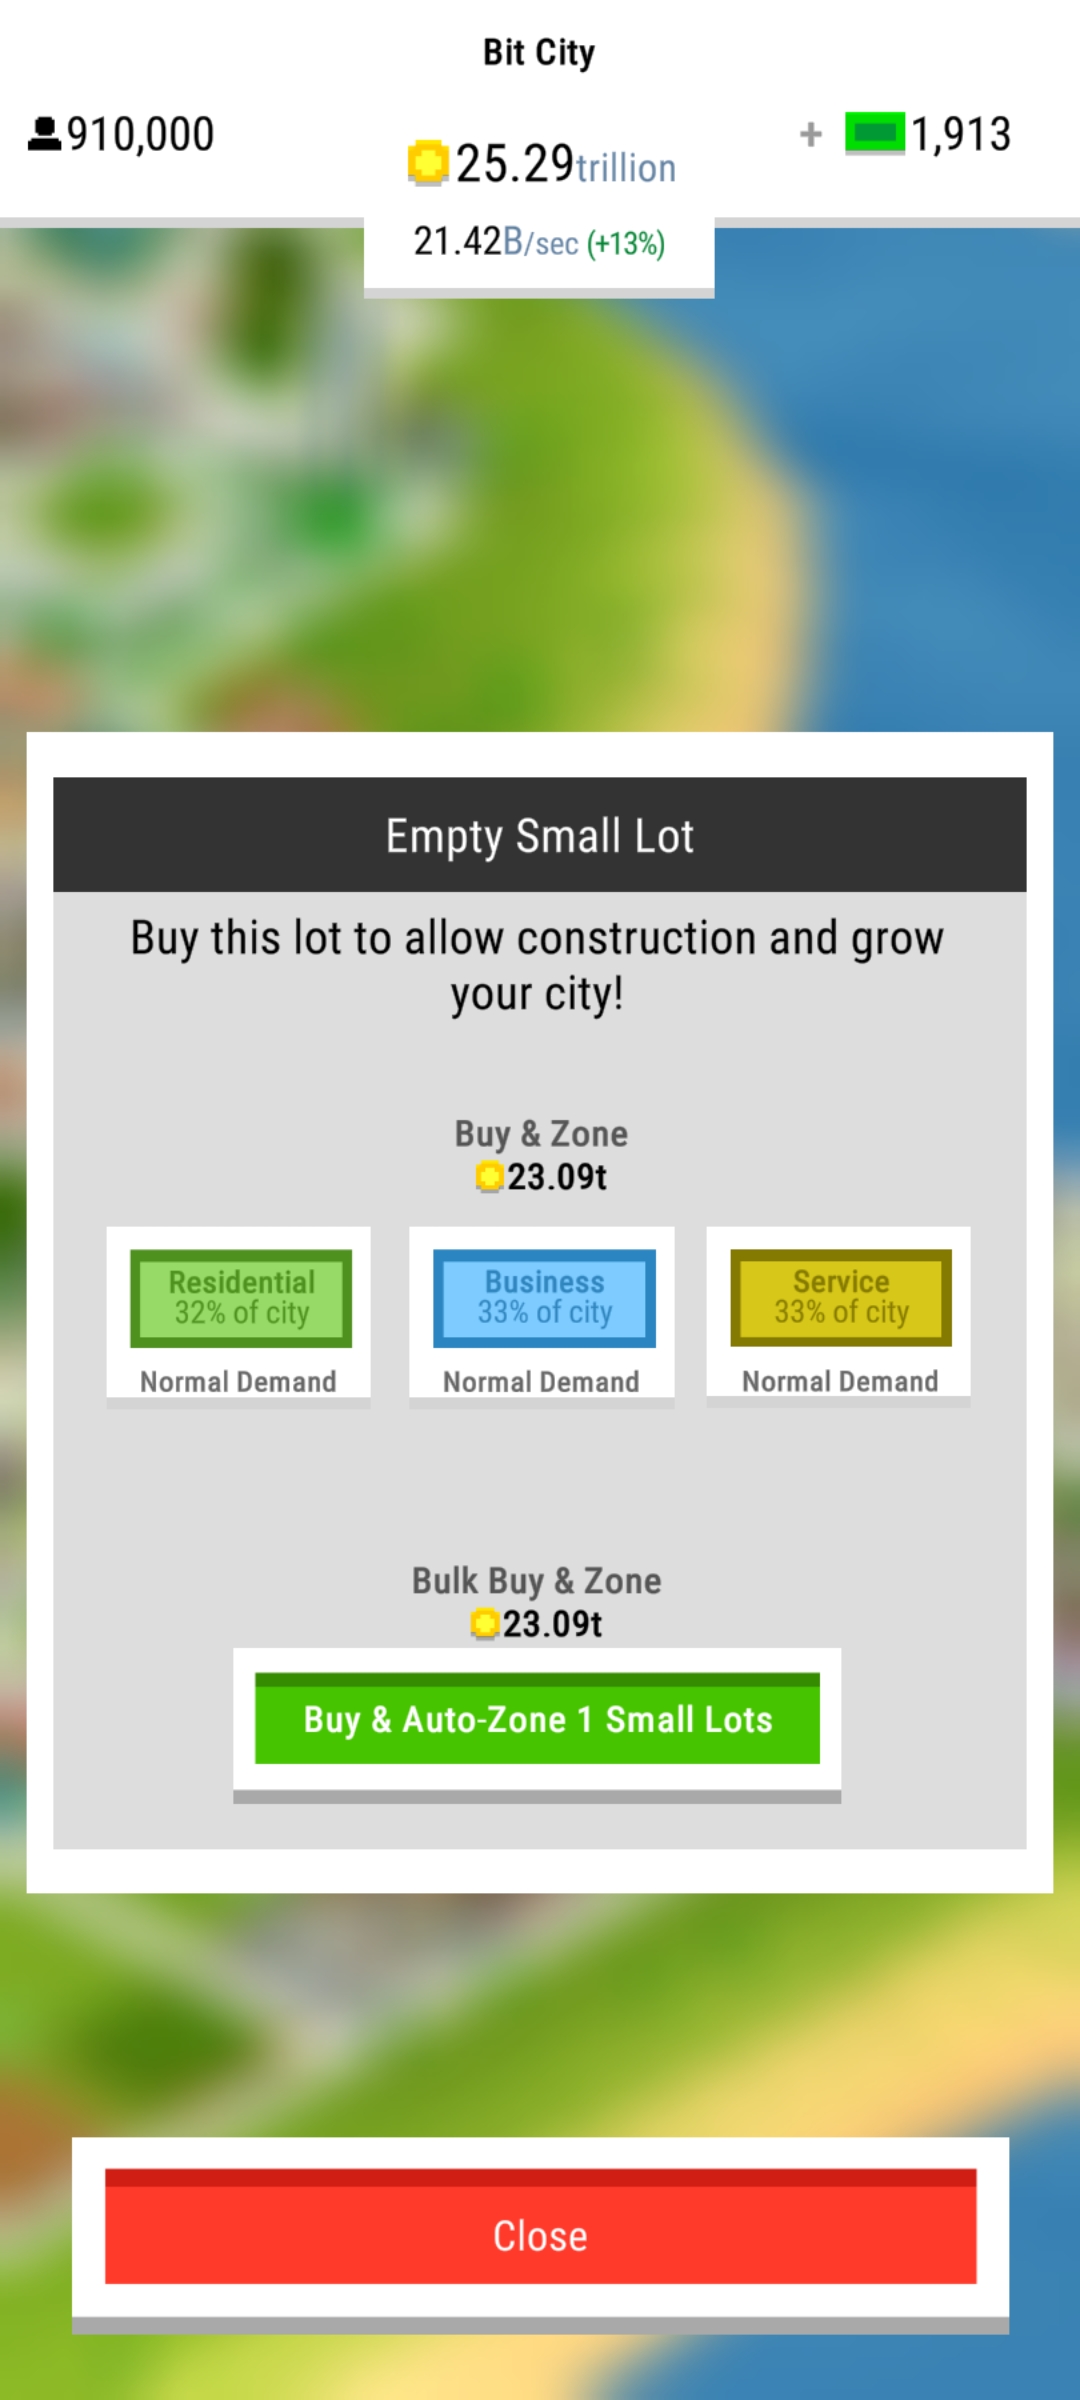 Bit City
910,000
25.29trillion
+ 1,913
21.42B/sec (+13%)
Empty Small Lot
Buy this lot to allow construction and grow
your city!
Buy & Zone
23.09t
Residential
32% of city
Normal Demand
Business
33% of city
Normal Demand
Service
33% of city
Normal Demand
Bulk Buy & Zone
23.09t
Buy & Auto-Zone 1 Small Lots
Close